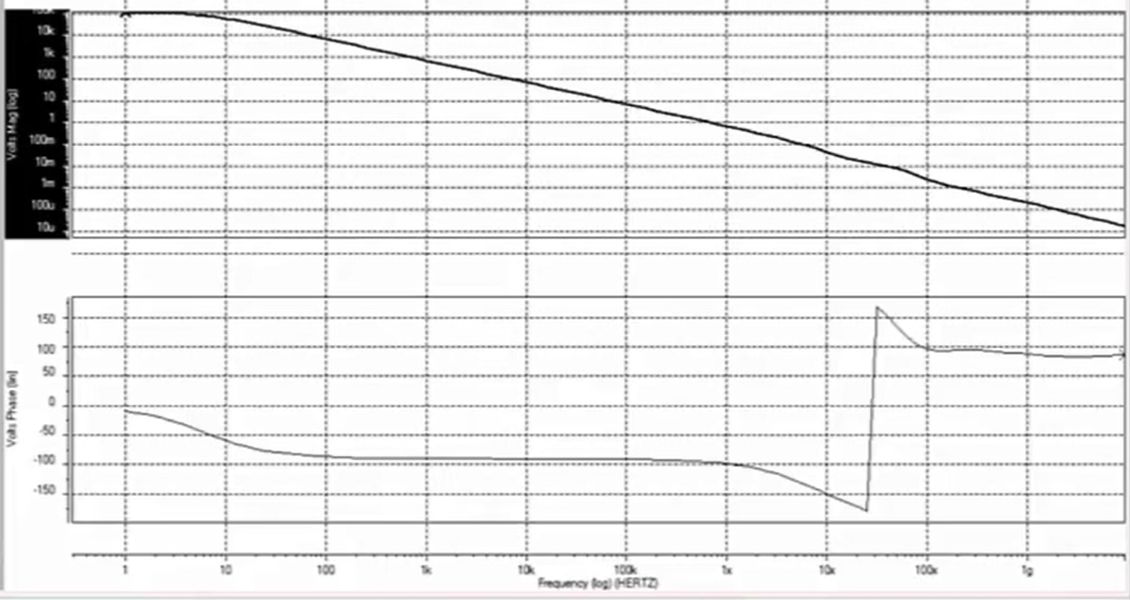 10k
1k
100
10
1
100m
10m
1m
100u
10u
Volts Mag (log)
150
100
50
0
-50
-100
-150
Volts Phase (lin)
1 10 100 1k 10k 100k 1x 10x 100x 1g
Frequency (log) (HERTZ)